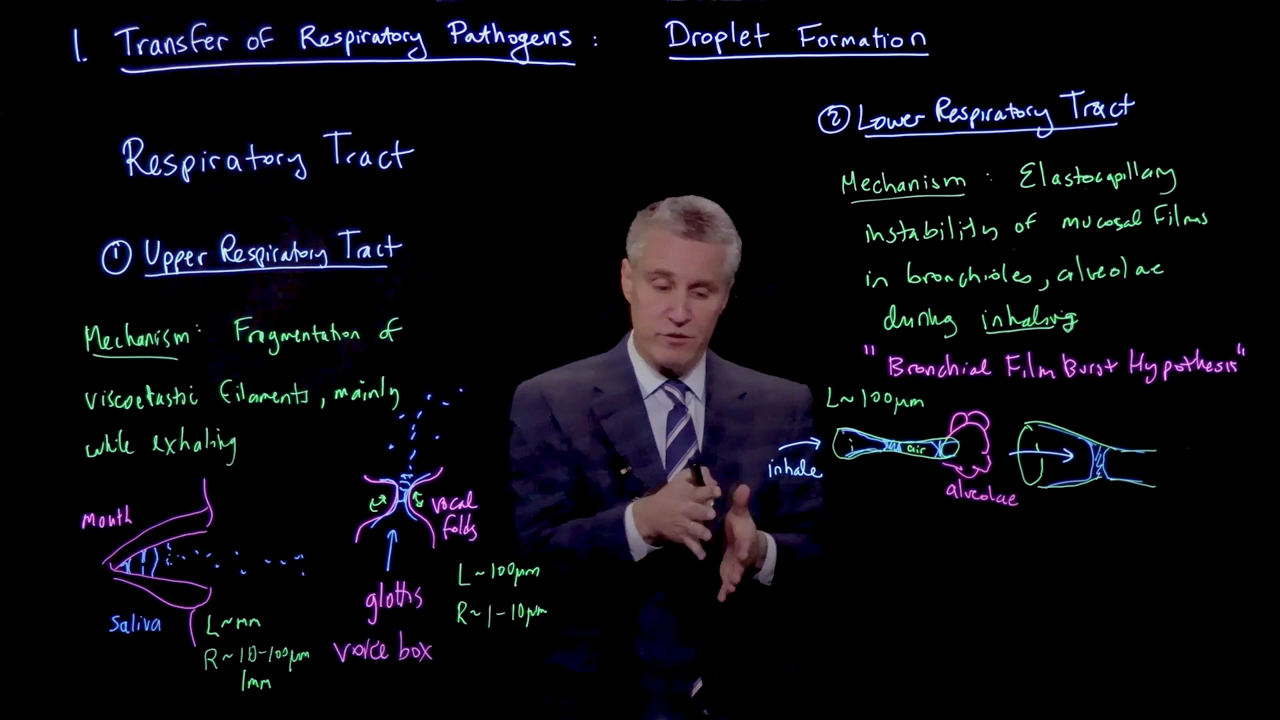 1. Transfer of Respiratory Pathogens : Droplet Formation
Respiratory Tract
① Upper Respiratory Tract
Mechanism: Fragmentation of
viscoelastic filaments, mainly
while exhaling
Mouth
Saliva
L~mm
R~10-100μm
1mm
vocal
folds
glottis
voice box
L~100μm
R~1-10μm
② Lower Respiratory Tract
Mechanism : Elastocapillary
instability of mucosal films
in bronchioles, alveolae
during inhaling
"Bronchial Film Burst Hypothesis"
L~100μm
inhale
air
alveolae